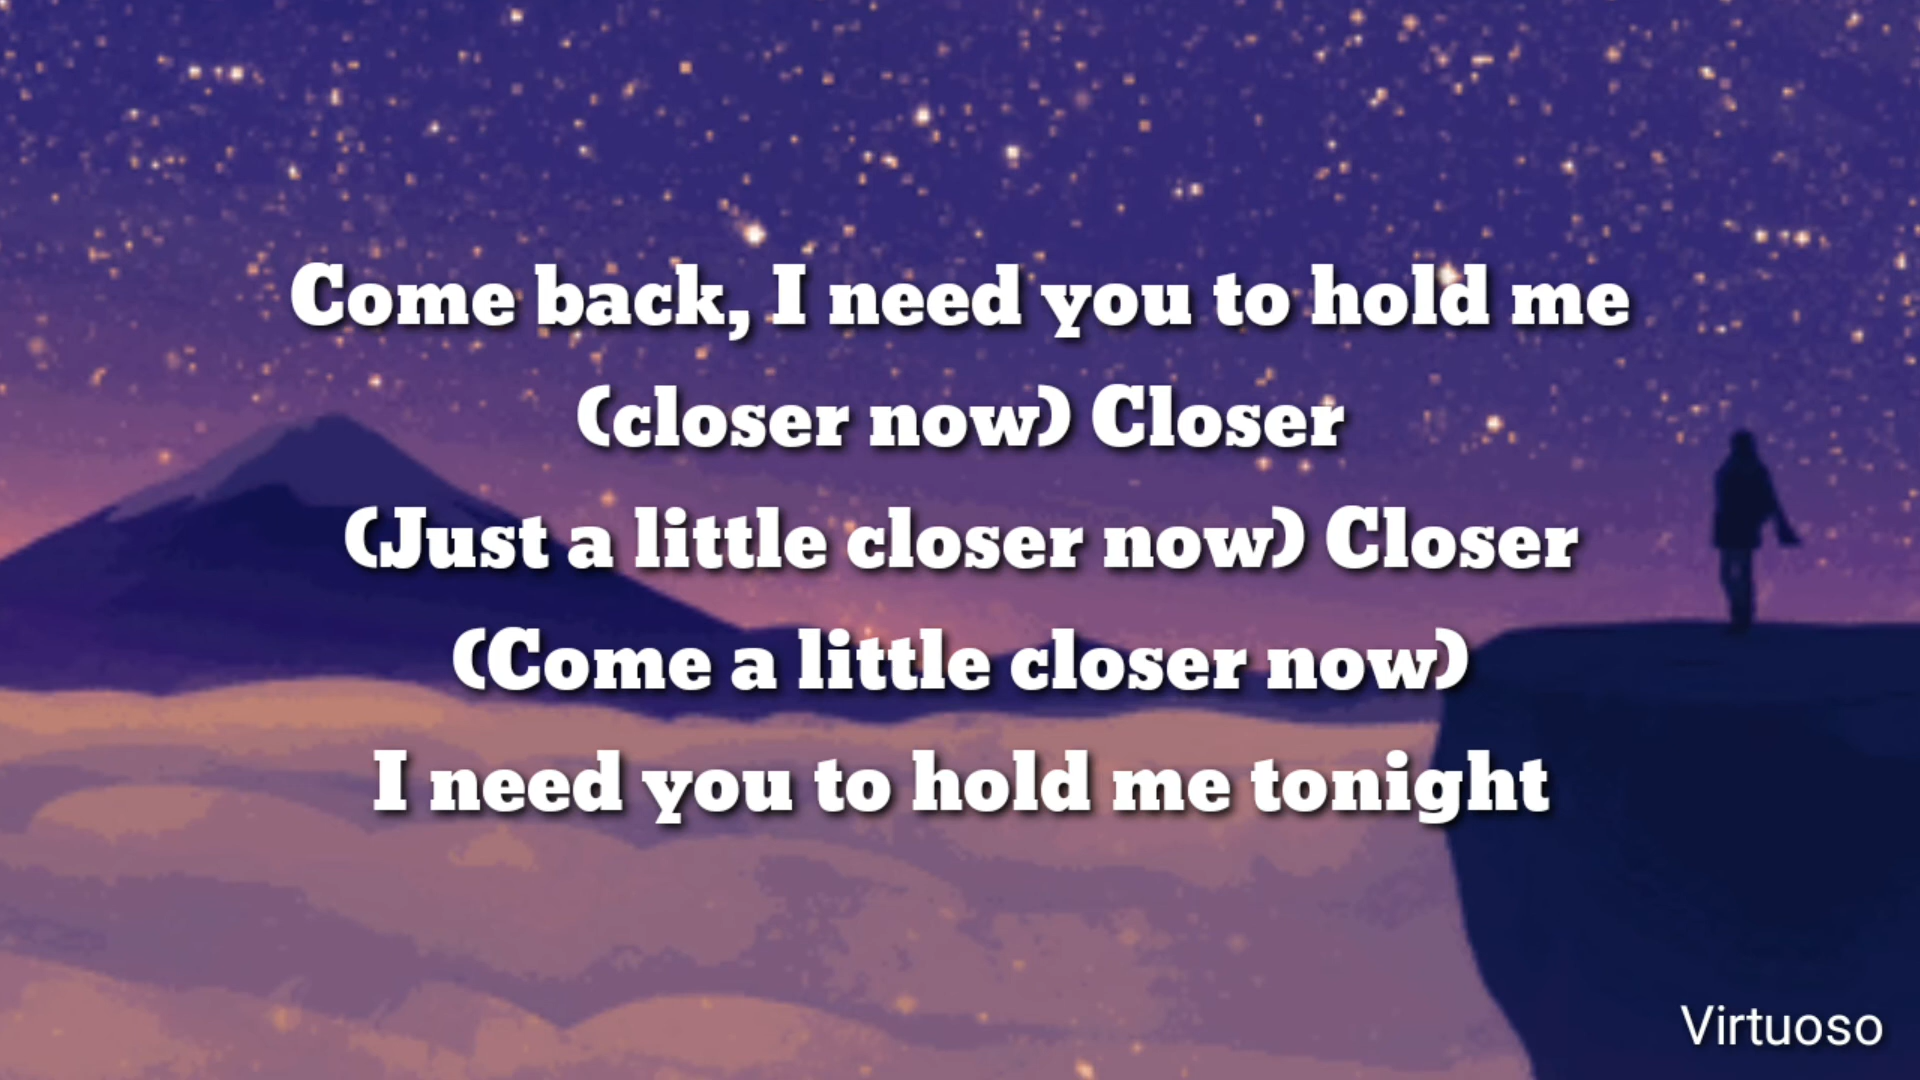 Come back, I need you to hold me
(closer now) Closer
(Just a little closer now) Closer
(Come a little closer now)
I need you to hold me tonight
Virtuoso